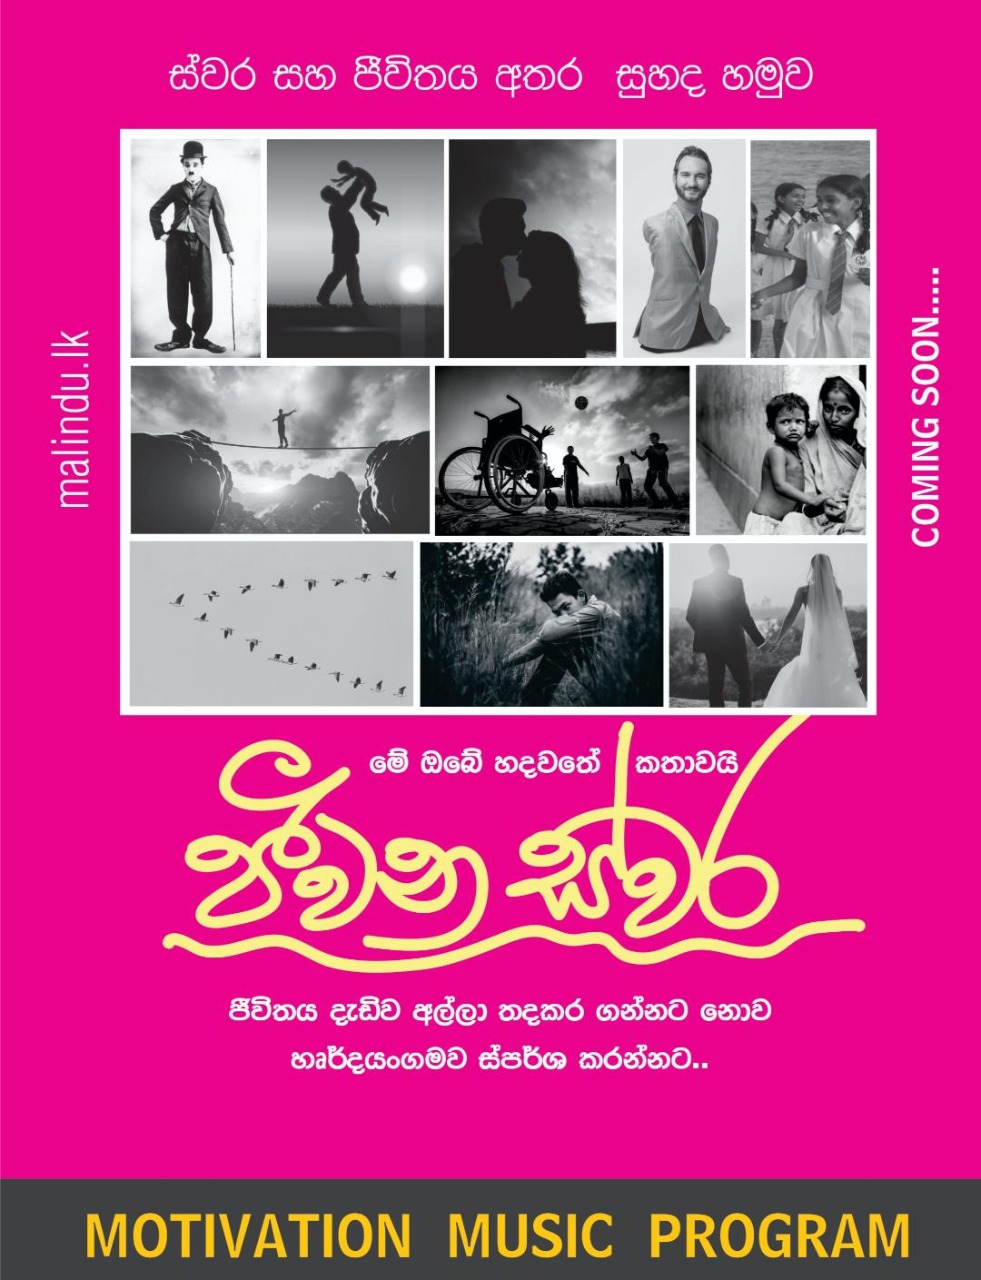 ස්වර සහ ජීවිතය අතර සුහද හමුව
malindu.lk
COMING SOON.....
මේ ඔබේ හදවතේ කතාවයි
ජීවන ස්වර
ජීවිතය දැඩිව අල්ලා තදකර ගන්නට නොව
හෘර්දයංගමව ස්පර්ශ කරන්නට..
MOTIVATION MUSIC PROGRAM